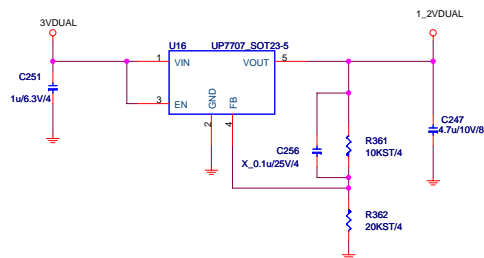 3VDUAL
1_2VDUAL
U16 UP7707_SOT23-5
1 VIN VOUT 5
C251
1u/6.3V/4
3 EN GND FB
2 4
C256
X_0.1u/25V/4
R361
10KST/4
C247
4.7u/10V/8
R362
20KST/4